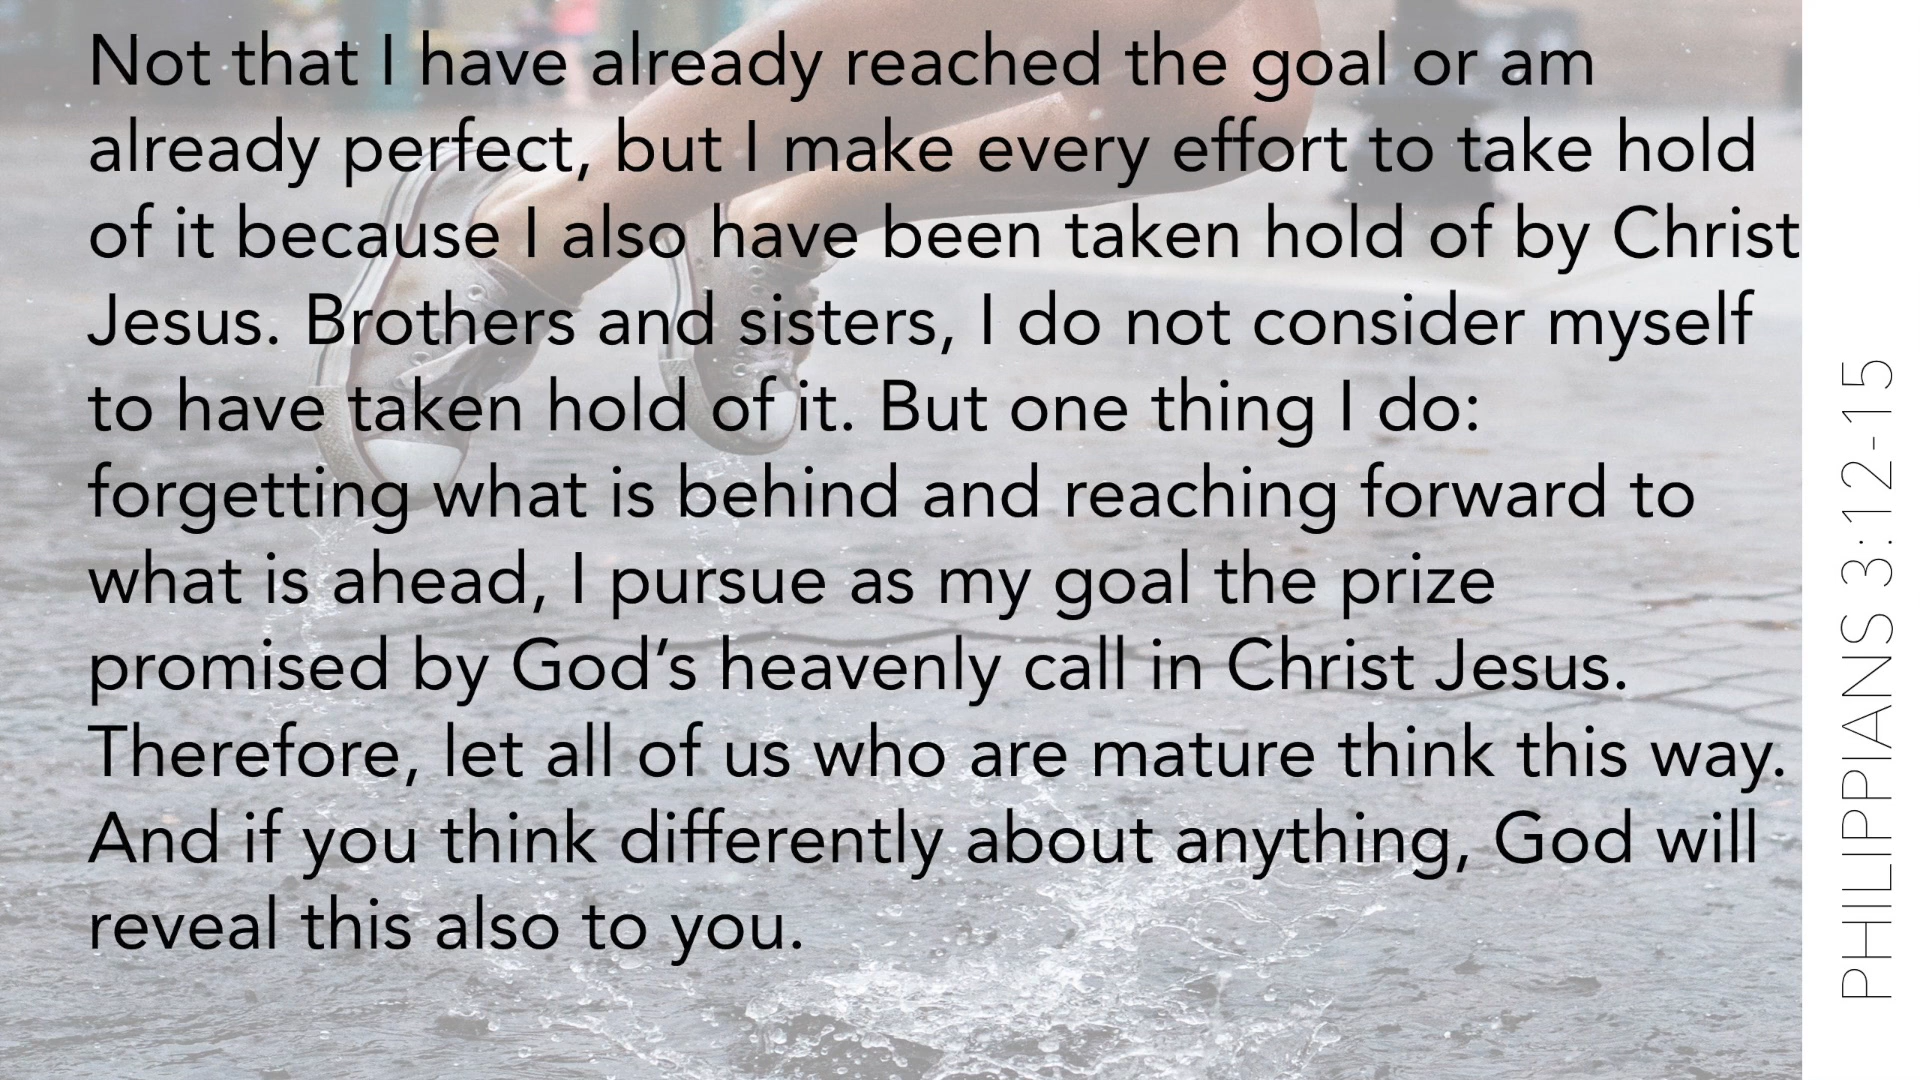 Not that I have already reached the goal or am
already perfect, but I make every effort to take hold
of it because I also have been taken hold of by Christ
Jesus. Brothers and sisters, I do not consider myself
to have taken hold of it. But one thing I do:
forgetting what is behind and reaching forward to
what is ahead, I pursue as my goal the prize
promised by God’s heavenly call in Christ Jesus.
Therefore, let all of us who are mature think this way.
And if you think differently about anything, God will
reveal this also to you.
PHILIPPIANS 3:12-15